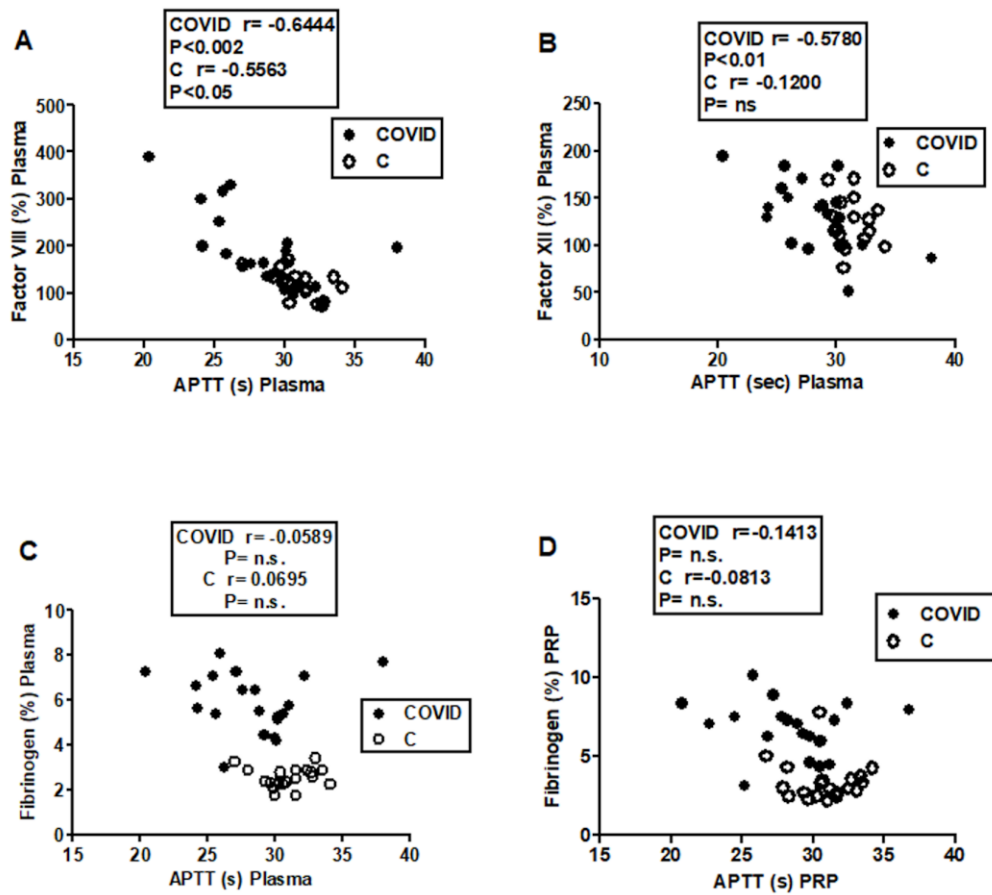 A
COVID r= -0.6444
P<0.002
C r= -0.5563
P<0.05
500
400
300
200
100
0
Factor VIII (%) Plasma
COVID
C
15 20 25 30 35 40
APTT (s) Plasma
B
COVID r= -0.5780
P<0.01
C r= -0.1200
P= ns
250
200
150
100
50
0
Factor XII (%) Plasma
COVID
C
10 20 30 40
APTT (sec) Plasma
C
COVID r= -0.0589
P= n.s.
C r= 0.0695
P= n.s.
10
8
6
4
2
0
Fibrinogen (%) Plasma
COVID
C
15 20 25 30 35 40
APTT (s) Plasma
D
COVID r=-0.1413
P= n.s.
C r=-0.0813
P= n.s.
15
10
5
0
Fibrinogen (%) PRP
COVID
C
15 20 25 30 35 40
APTT (s) PRP